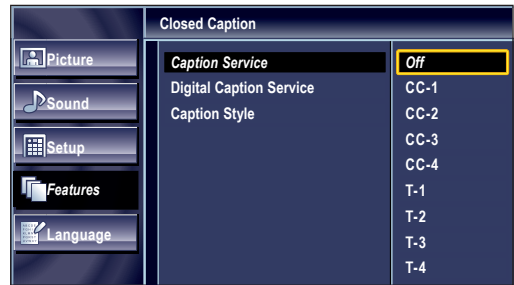 Closed Caption
Picture
Sound
Setup
Features
Language
Caption Service
Digital Caption Service
Caption Style
Off
CC-1
CC-2
CC-3
CC-4
T-1
T-2
T-3
T-4